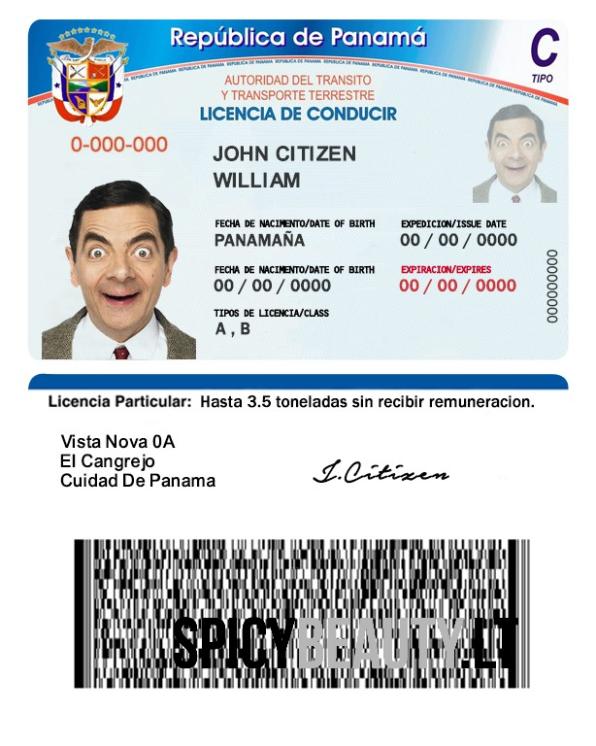 República de Panamá
C
TIPO
AUTORIDAD DEL TRANSITO
Y TRANSPORTE TERRESTRE
LICENCIA DE CONDUCIR
0-000-000
JOHN CITIZEN
WILLIAM
FECHA DE NACIMENTO/DATE OF BIRTH
PANAMAÑA
EXPEDICION/ISSUE DATE
00 / 00 / 0000
FECHA DE NACIMENTO/DATE OF BIRTH
00 / 00 / 0000
EXPIRACION/EXPIRES
00 / 00 / 0000
0000000000
TIPOS DE LICENCIA/CLASS
A , B
Licencia Particular: Hasta 3.5 toneladas sin recibir remuneracion.
Vista Nova 0A
El Cangrejo
Cuidad De Panama
J.Citizen
SPICYBEAUTY.LT